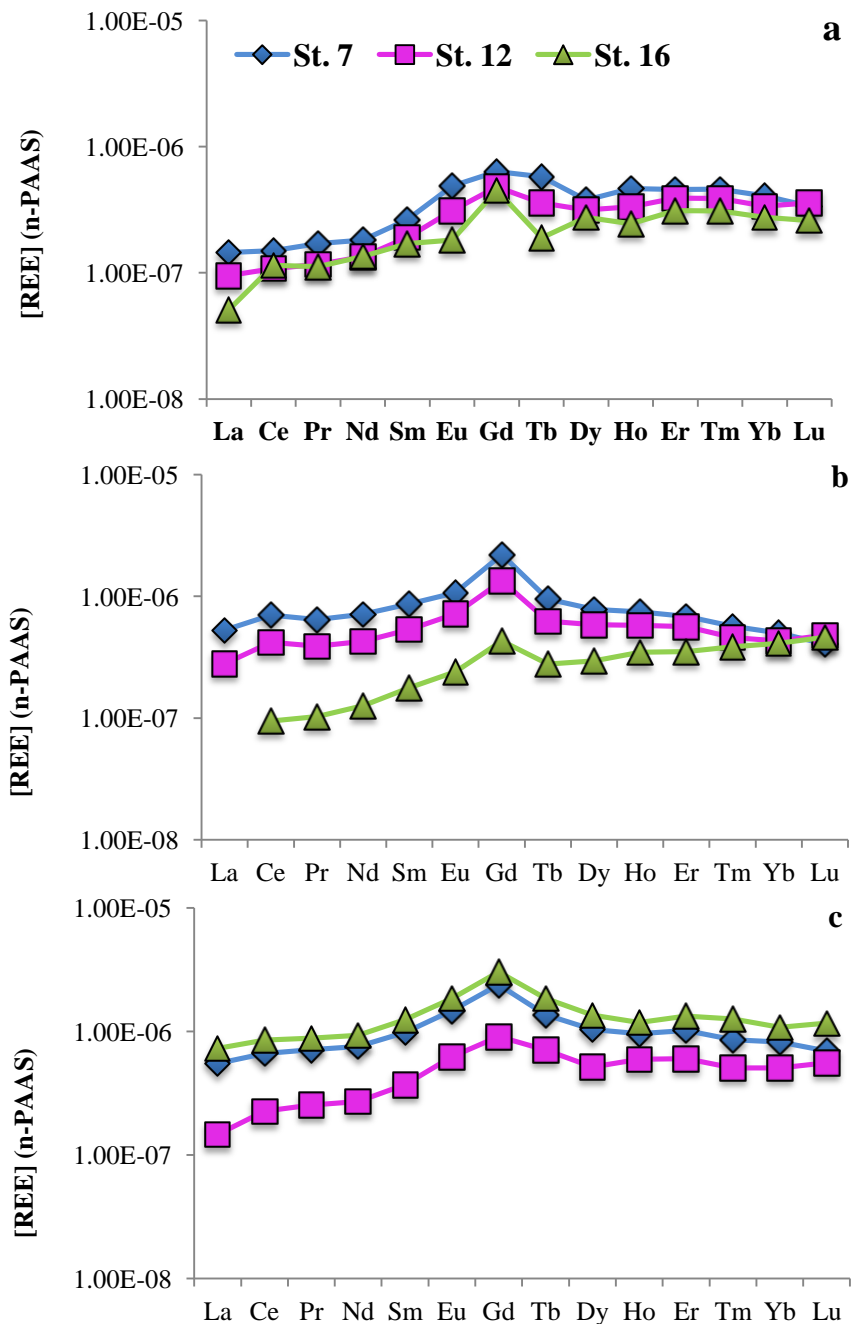 1.00E-05
a
St. 7 St. 12 St. 16
1.00E-06
[REE] (n-PAAS)
1.00E-07
1.00E-08
La Ce Pr Nd Sm Eu Gd Tb Dy Ho Er Tm Yb Lu
1.00E-05
b
1.00E-06
[REE] (n-PAAS)
1.00E-07
1.00E-08
La Ce Pr Nd Sm Eu Gd Tb Dy Ho Er Tm Yb Lu
1.00E-05
c
1.00E-06
[REE] (n-PAAS)
1.00E-07
1.00E-08
La Ce Pr Nd Sm Eu Gd Tb Dy Ho Er Tm Yb Lu